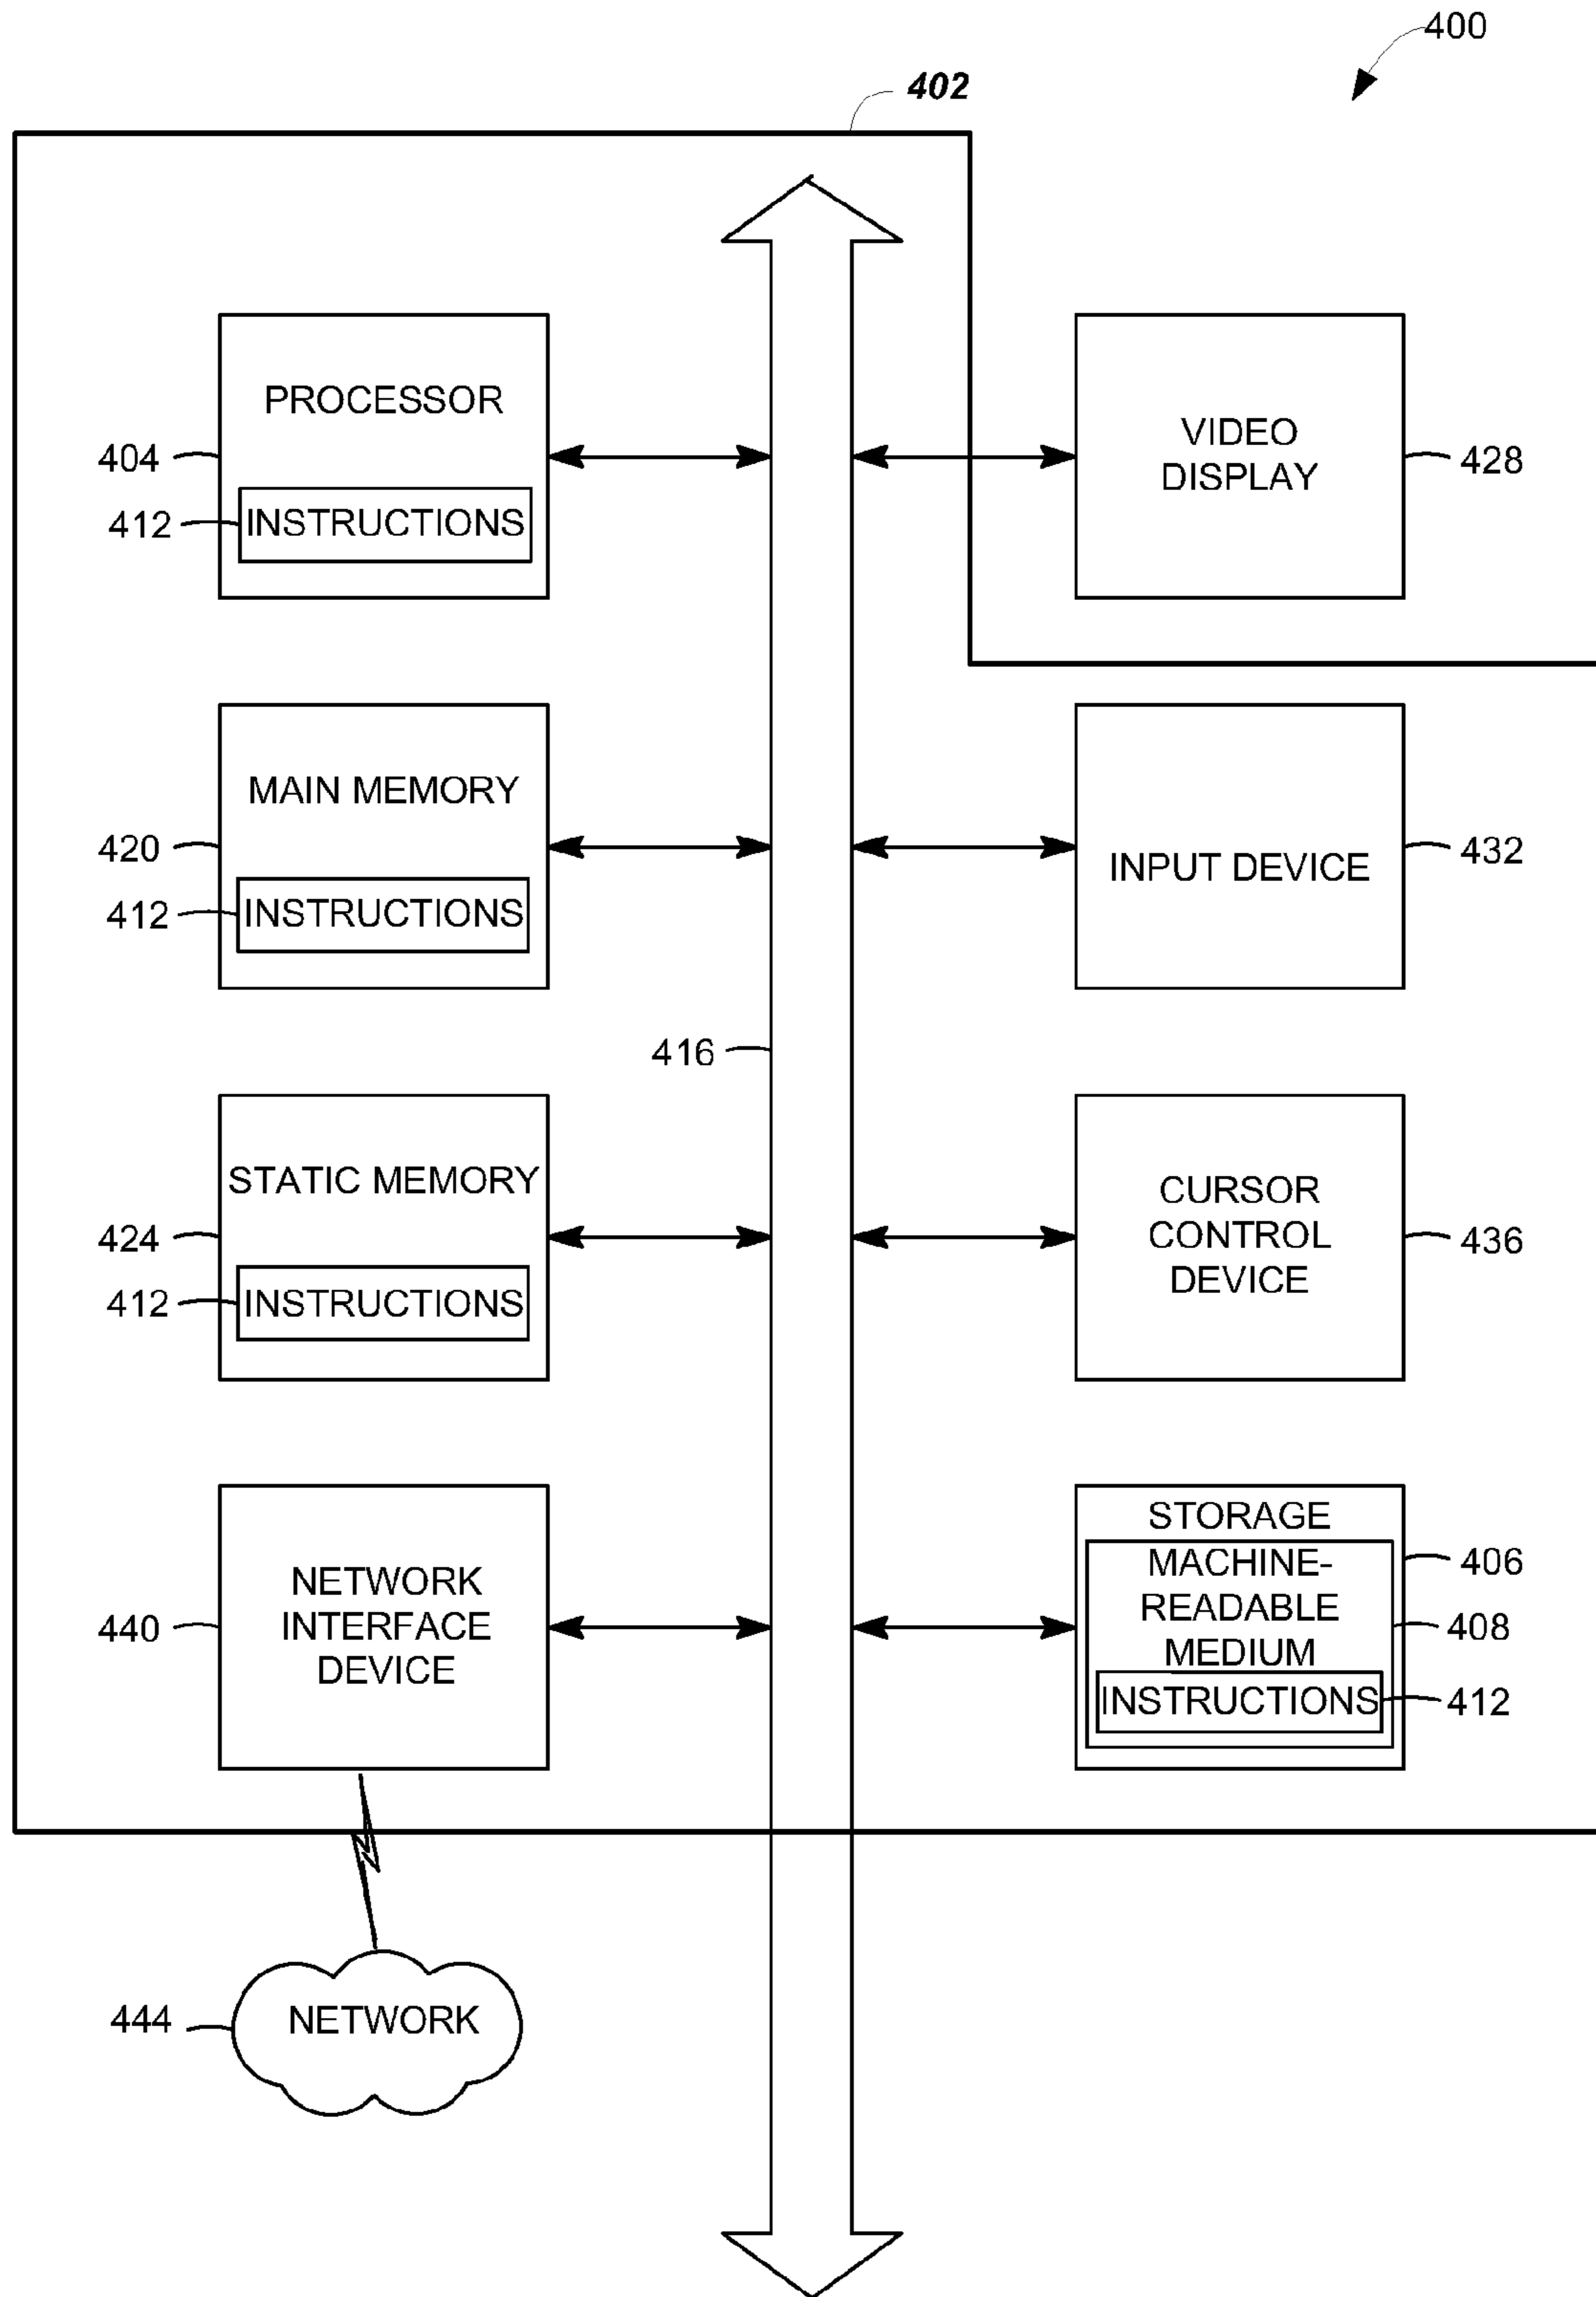 400
402
PROCESSOR
404
412
INSTRUCTIONS
VIDEO
DISPLAY
428
MAIN MEMORY
420
412
INSTRUCTIONS
INPUT DEVICE
432
416
STATIC MEMORY
424
412
INSTRUCTIONS
CURSOR
CONTROL
DEVICE
436
NETWORK
INTERFACE
DEVICE
440
STORAGE
406
MACHINE-
READABLE
MEDIUM
408
INSTRUCTIONS
412
444
NETWORK